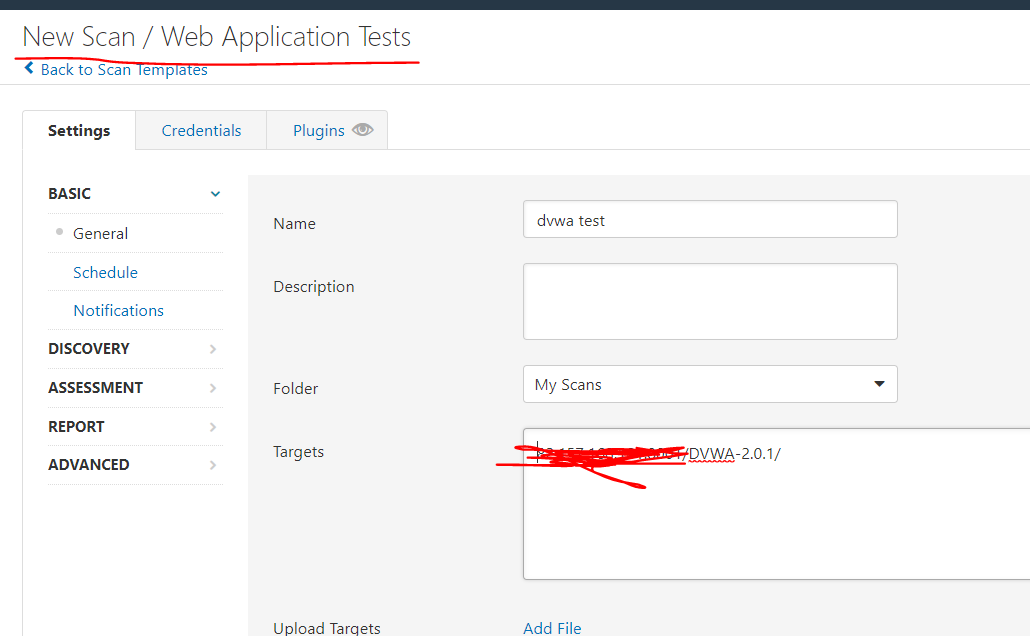 New Scan / Web Application Tests
Back to Scan Templates
Settings
Credentials
Plugins
BASIC
General
Schedule
Notifications
DISCOVERY
ASSESSMENT
REPORT
ADVANCED
Name
dvwa test
Description
Folder
My Scans
Targets
/DVWA-2.0.1/
Upload Targets
Add File